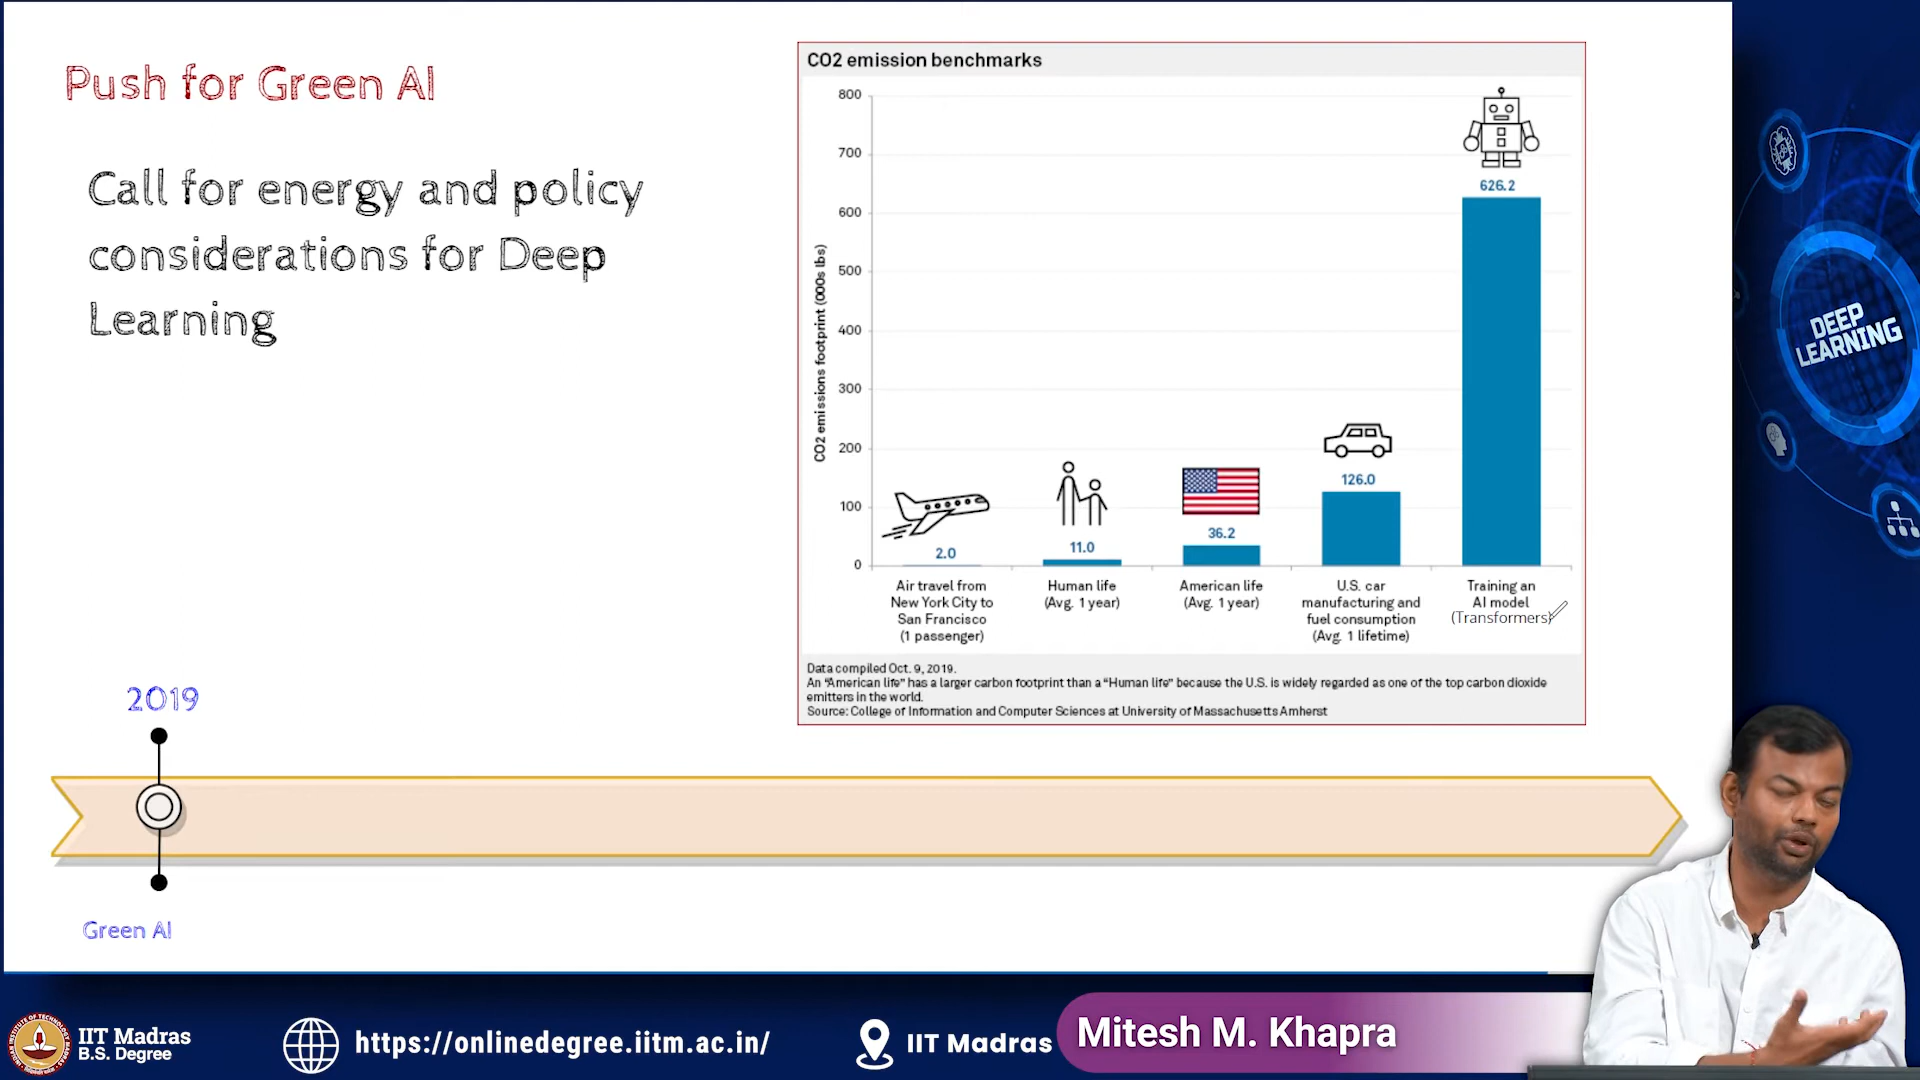 Push for Green AI
Call for energy and policy
considerations for Deep
Learning
CO2 emission benchmarks
CO2 emissions footprint (000s lbs)
800
700
600
500
400
300
200
100
0
2.0
11.0
36.2
126.0
626.2
Air travel from
New York City to
San Francisco
(1 passenger)
Human life
(Avg. 1 year)
American life
(Avg. 1 year)
U.S. car
manufacturing and
fuel consumption
(Avg. 1 lifetime)
Training an
AI model
(Transformers)
Data compiled Oct. 9, 2019.
An "American life" has a larger carbon footprint than a "Human life" because the U.S. is widely regarded as one of the top carbon dioxide
emitters in the world.
Source: College of Information and Computer Sciences at University of Massachusetts Amherst
2019
Green AI
DEEP
LEARNING
IIT Madras
B.S. Degree
https://onlinedegree.iitm.ac.in/
IIT Madras
Mitesh M. Khapra